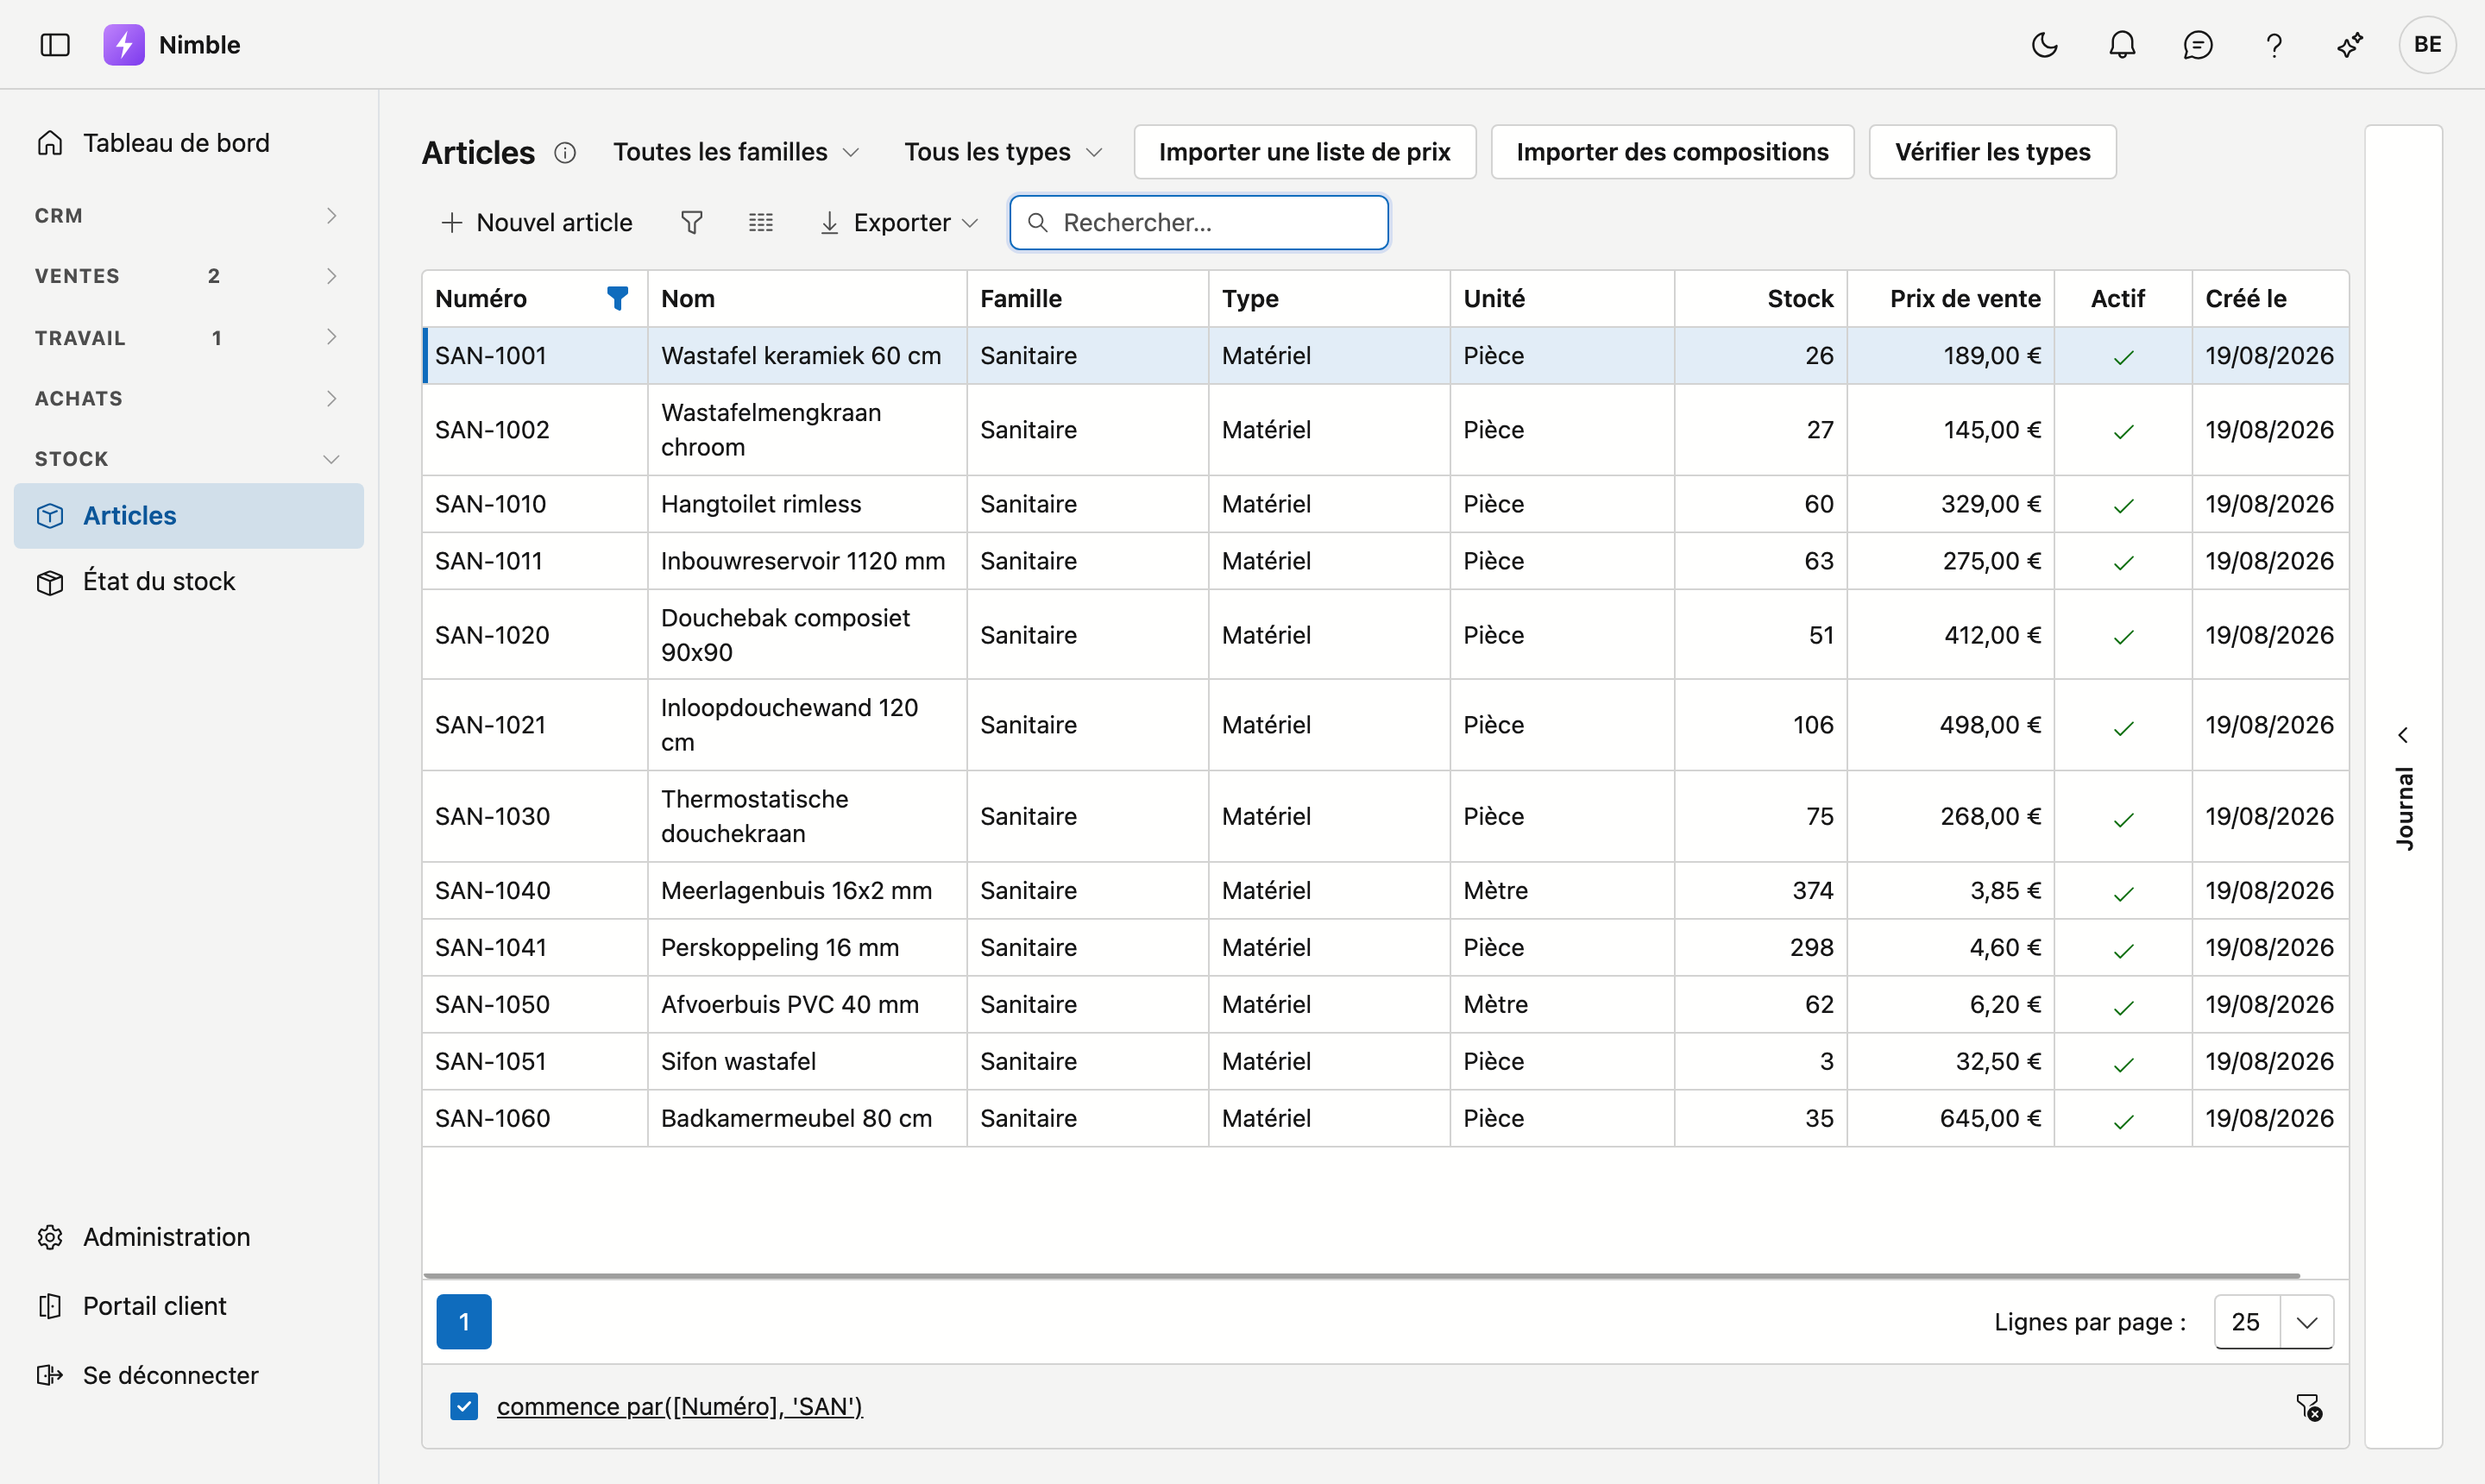 Nimble
BE
Tableau de bord
CRM
VENTES 2
TRAVAIL 1
ACHATS
STOCK
Articles
État du stock
Administration
Portail client
Se déconnecter
Articles Toutes les familles Tous les types Importer une liste de prix Importer des compositions Vérifier les types
Nouvel article Exporter Rechercher...
Numéro Nom Famille Type Unité Stock Prix de vente Actif Créé le
SAN-1001 Wastafel keramiek 60 cm Sanitaire Matériel Pièce 26 189,00 € 19/08/2026
SAN-1002 Wastafelmengkraan chroom Sanitaire Matériel Pièce 27 145,00 € 19/08/2026
SAN-1010 Hangtoilet rimless Sanitaire Matériel Pièce 60 329,00 € 19/08/2026
SAN-1011 Inbouwreservoir 1120 mm Sanitaire Matériel Pièce 63 275,00 € 19/08/2026
SAN-1020 Douchebak composiet 90x90 Sanitaire Matériel Pièce 51 412,00 € 19/08/2026
SAN-1021 Inloopdouchewand 120 cm Sanitaire Matériel Pièce 106 498,00 € 19/08/2026
SAN-1030 Thermostatische douchekraan Sanitaire Matériel Pièce 75 268,00 € 19/08/2026
SAN-1040 Meerlagenbuis 16x2 mm Sanitaire Matériel Mètre 374 3,85 € 19/08/2026
SAN-1041 Perskoppeling 16 mm Sanitaire Matériel Pièce 298 4,60 € 19/08/2026
SAN-1050 Afvoerbuis PVC 40 mm Sanitaire Matériel Mètre 62 6,20 € 19/08/2026
SAN-1051 Sifon wastafel Sanitaire Matériel Pièce 3 32,50 € 19/08/2026
SAN-1060 Badkamermeubel 80 cm Sanitaire Matériel Pièce 35 645,00 € 19/08/2026
1 Lignes par page : 25
commence par([Numéro], 'SAN')
Journal